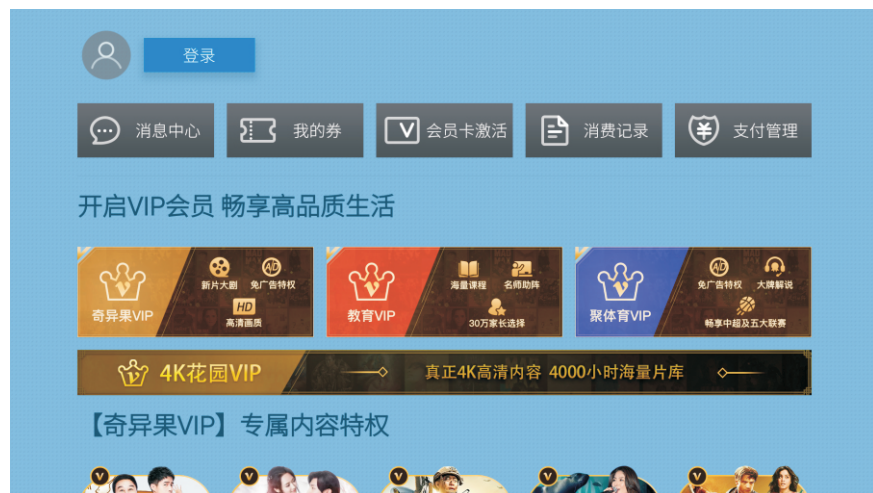 登录
消息中心
我的券
会员卡激活
消费记录
支付管理
开启VIP会员 畅享高品质生活
奇异果VIP
新片大剧
AD
免广告特权
HD
高清画质
教育VIP
海量课程
名师助阵
30万家长选择
聚体育VIP
AD
免广告特权
大牌解说
畅享中超及五大联赛
4K花园VIP
真正4K高清内容 4000小时海量片库
【奇异果VIP】专属内容特权